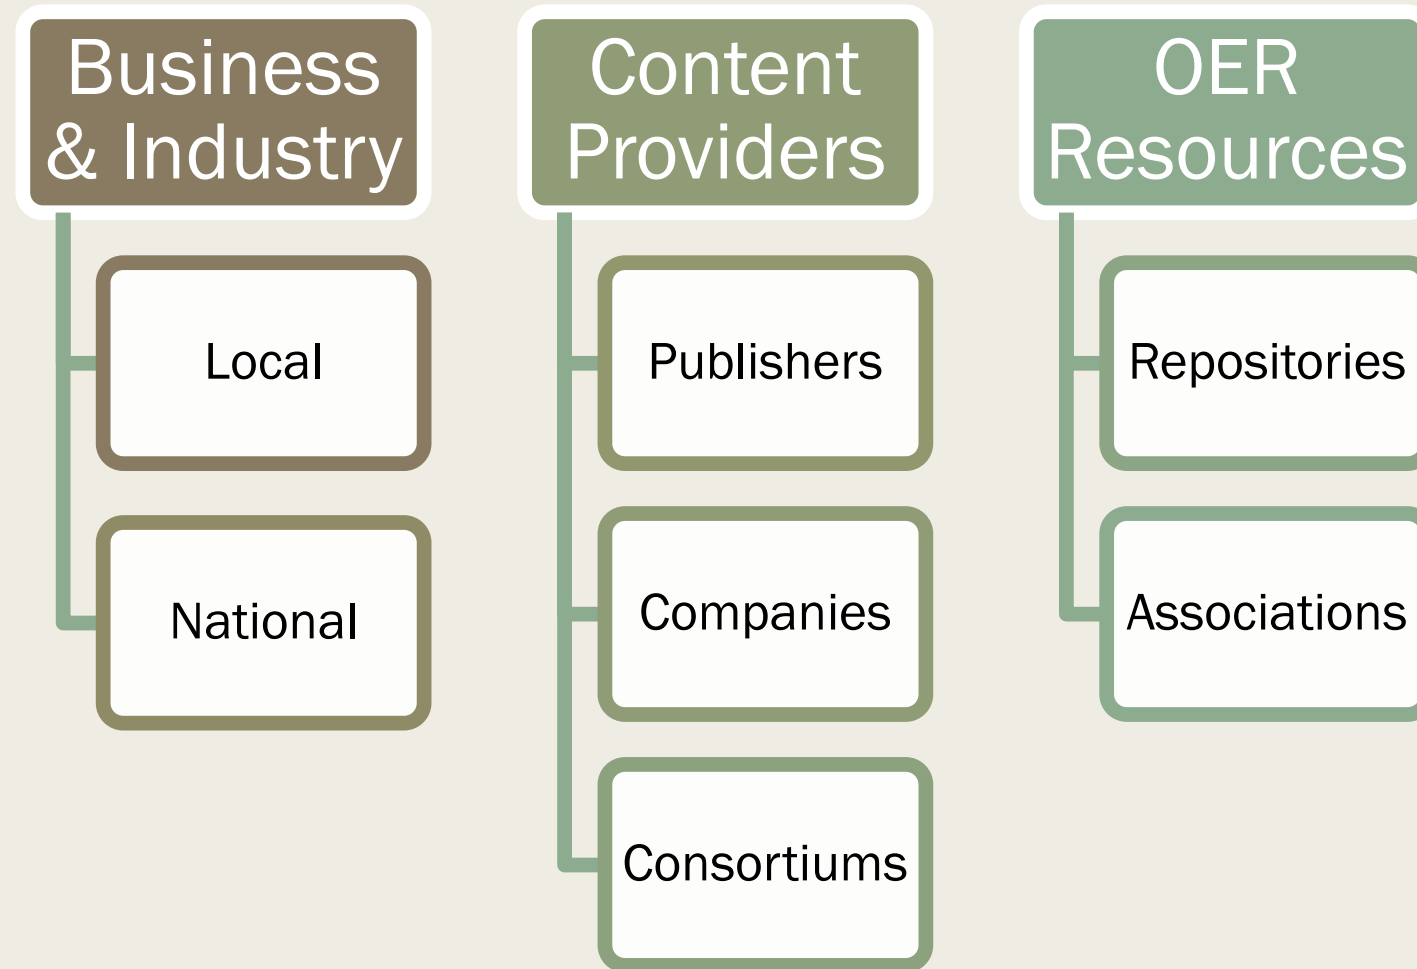 Business
& Industry
Local
National
Content
Providers
Publishers
Companies
Consortiums
OER
Resources
Repositories
Associations